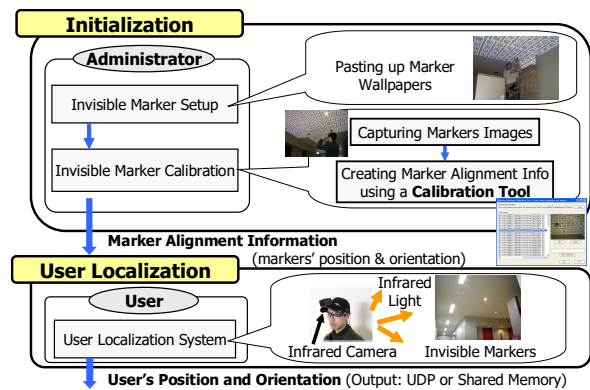 Initialization
Administrator
Invisible Marker Setup
Pasting up Marker
Wallpapers
Invisible Marker Calibration
Capturing Markers Images
Creating Marker Alignment Info
using a Calibration Tool
Marker Alignment Information
(markers' position & orientation)
User Localization
User
User Localization System
Infrared
Light
Infrared Camera
Invisible Markers
User's Position and Orientation (Output: UDP or Shared Memory)